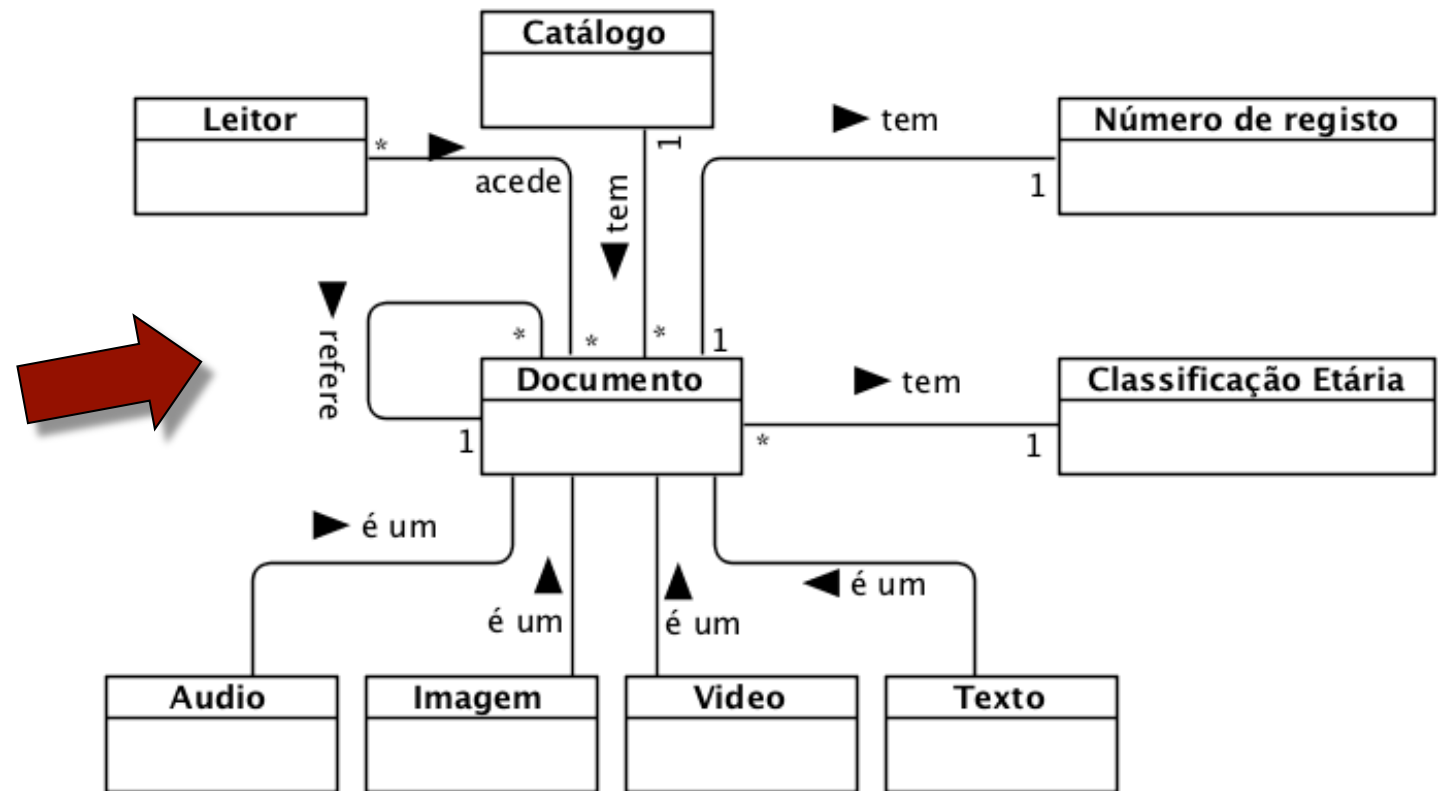 Catálogo
Leitor
Número de registo
*
acede
1
tem
tem
1
refere
*
*
*
1
Documento
1
tem
*
1
Classificação Etária
é um
é um
é um
é um
Audio
Imagem
Video
Texto